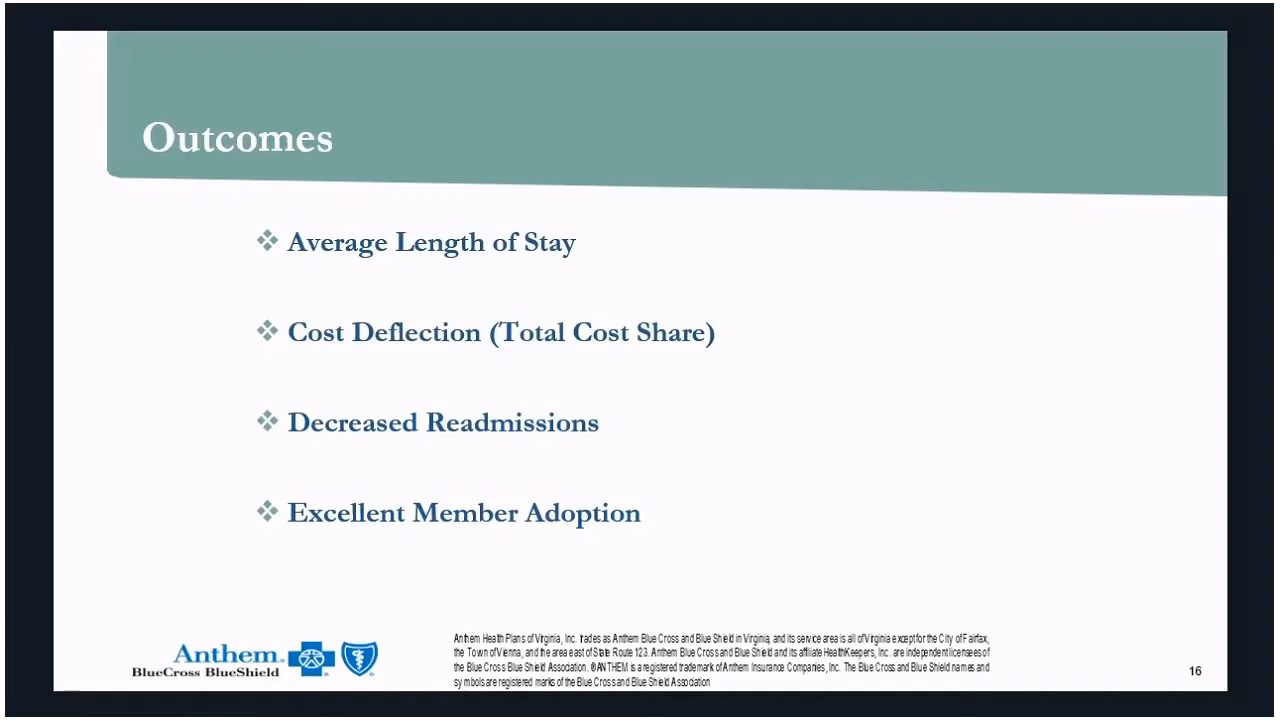 Outcomes
Average Length of Stay
Cost Deflection (Total Cost Share)
Decreased Readmissions
Excellent Member Adoption
Anthem.
BlueCross BlueShield
Anthem Health Plans of Virginia, Inc. trades as Anthem Blue Cross and Blue Shield in Virginia, and its service area is all of Virginia except for the City of Fairfax,
the Town of Vienna, and the area east of State Route 123. Anthem Blue Cross and Blue Shield and its affiliate HealthKeepers, Inc. are independent licensees of
the Blue Cross Blue Shield Association. ®ANTHEM is a registered trademark of Anthem Insurance Companies, Inc. The Blue Cross and Blue Shield names and
symbols are registered marks of the Blue Cross and Blue Shield Association
16